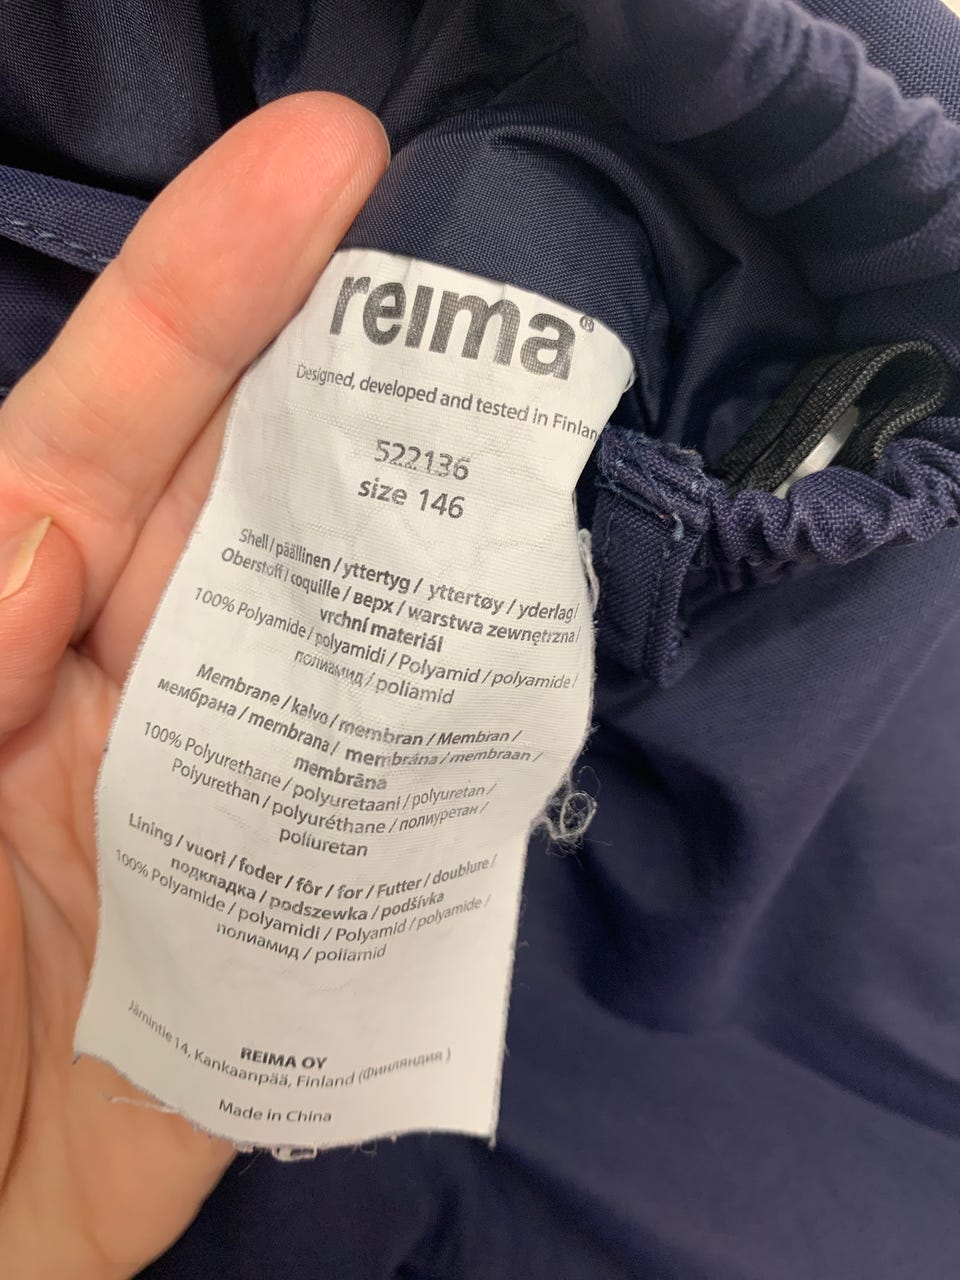 reima®
Designed, developed and tested in Finlan
522136
size 146
Shell / päällinen / yttertyg / yttertøy / yderlag /
Oberstoff / coquille / верх / warstwa zewnętrzna /
vrchní materiál
100% Polyamide / polyamidi / Polyamid / polyamide /
полиамид / poliamid
Membrane / kalvo / membran / Membran /
мембрана / membrana / membrána / membraan /
membrāna
100% Polyurethane / polyuretaani / polyuretan /
Polyurethan / polyuréthane / полиуретан /
poliuretan
Lining / vuori / foder / fôr / for / Futter / doublure /
подкладка / podszewka / podšívka
100% Polyamide / polyamidi / Polyamid / polyamide /
полиамид / poliamid
REIMA OY
Jämintie 14, Kankaanpää, Finland (Финляндия)
Made in China